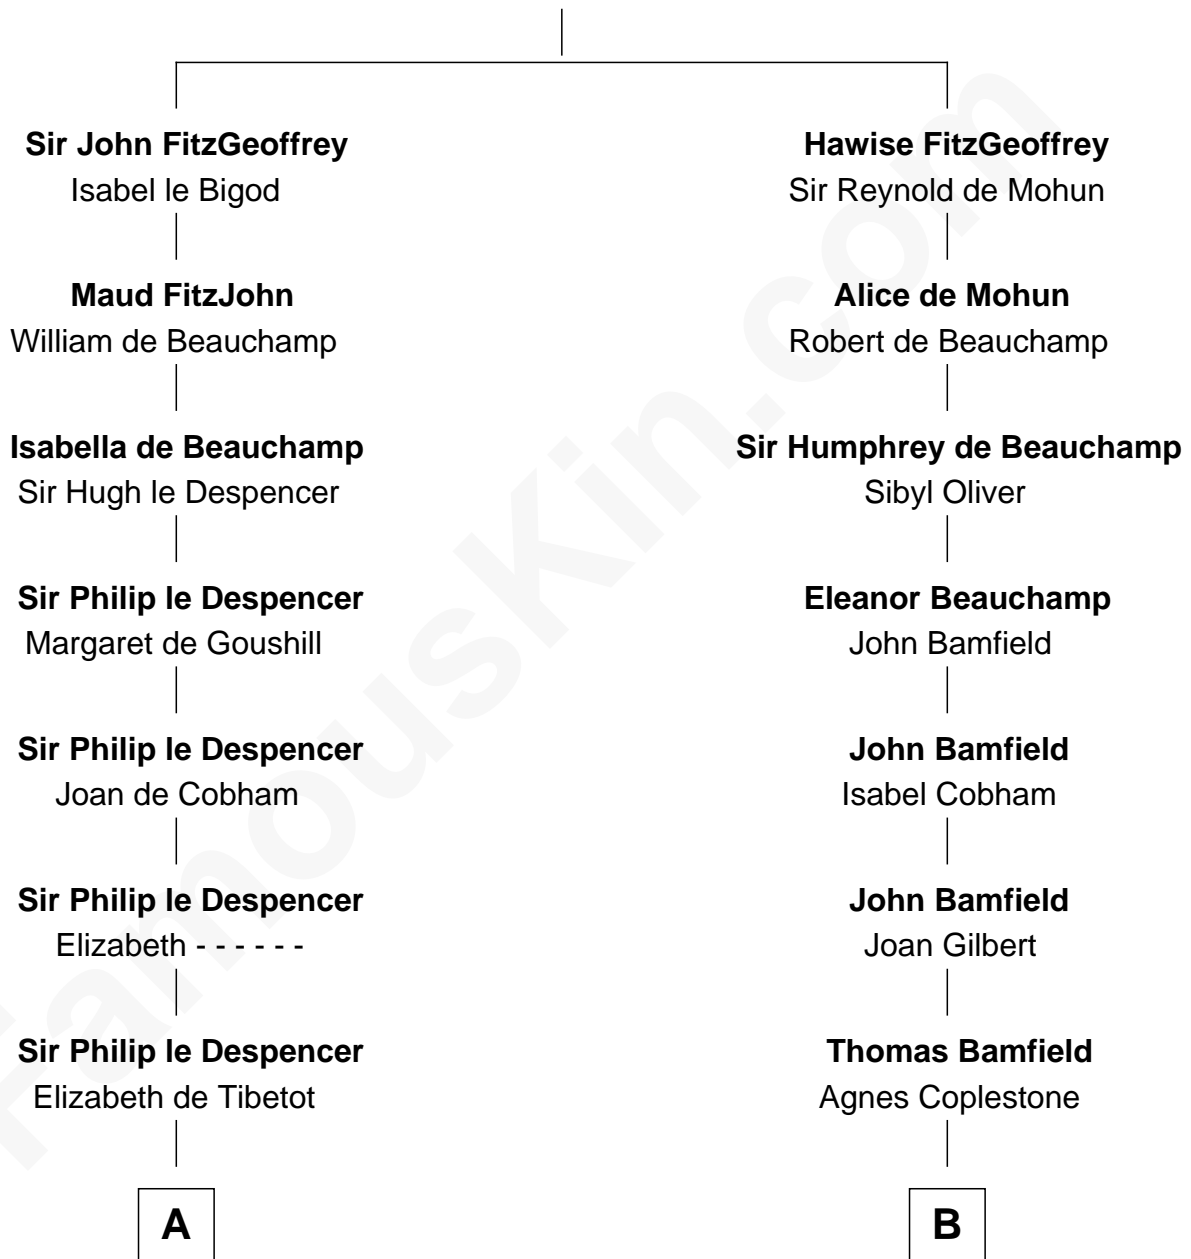 Sir John FitzGeoffrey
Isabel le Bigod
Maud FitzJohn
William de Beauchamp
Isabella de Beauchamp
Sir Hugh le Despencer
Sir Philip le Despencer
Margaret de Goushill
Sir Philip le Despencer
Joan de Cobham
Sir Philip le Despencer
Elizabeth - - - - - -
Sir Philip le Despencer
Elizabeth de Tibetot
A
Hawise FitzGeoffrey
Sir Reynold de Mohun
Alice de Mohun
Robert de Beauchamp
Sir Humphrey de Beauchamp
Sibyl Oliver
Eleanor Beauchamp
John Bamfield
John Bamfield
Isabel Cobham
John Bamfield
Joan Gilbert
Thomas Bamfield
Agnes Coplestone
B
FamousKin.com